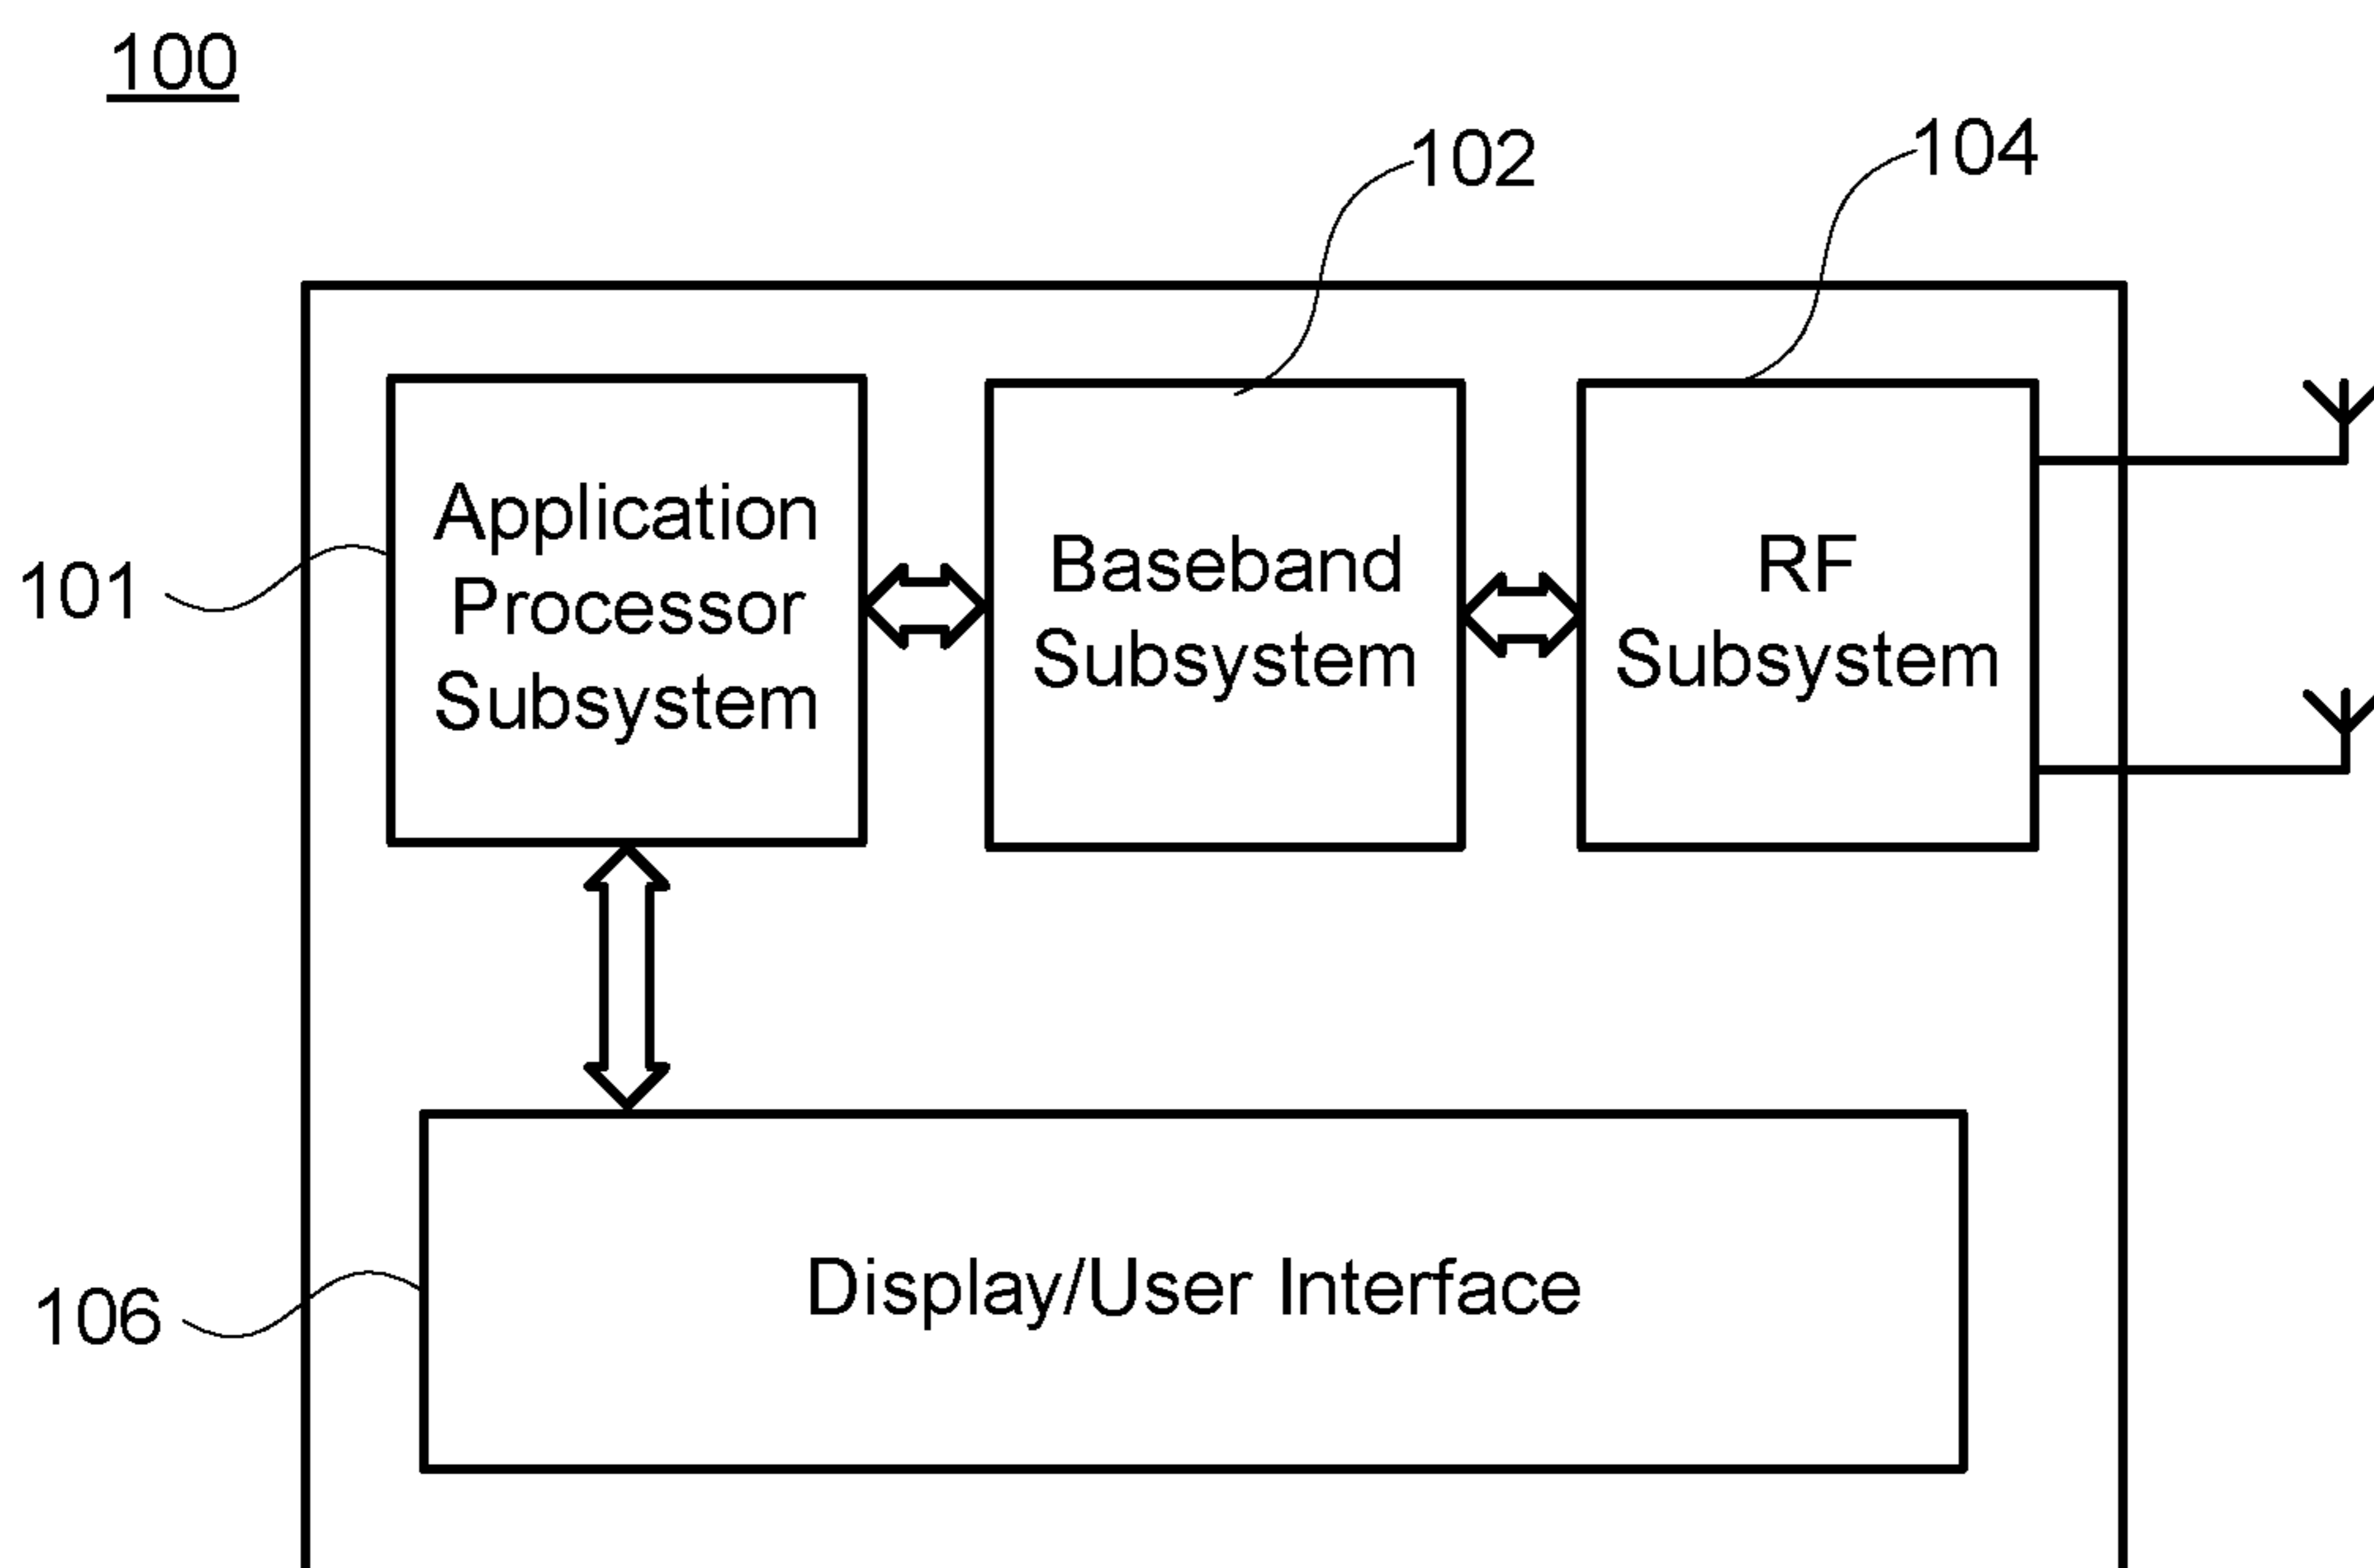 100
102
104
101
Application
Processor
Subsystem
Baseband
Subsystem
RF
Subsystem
106
Display/User Interface